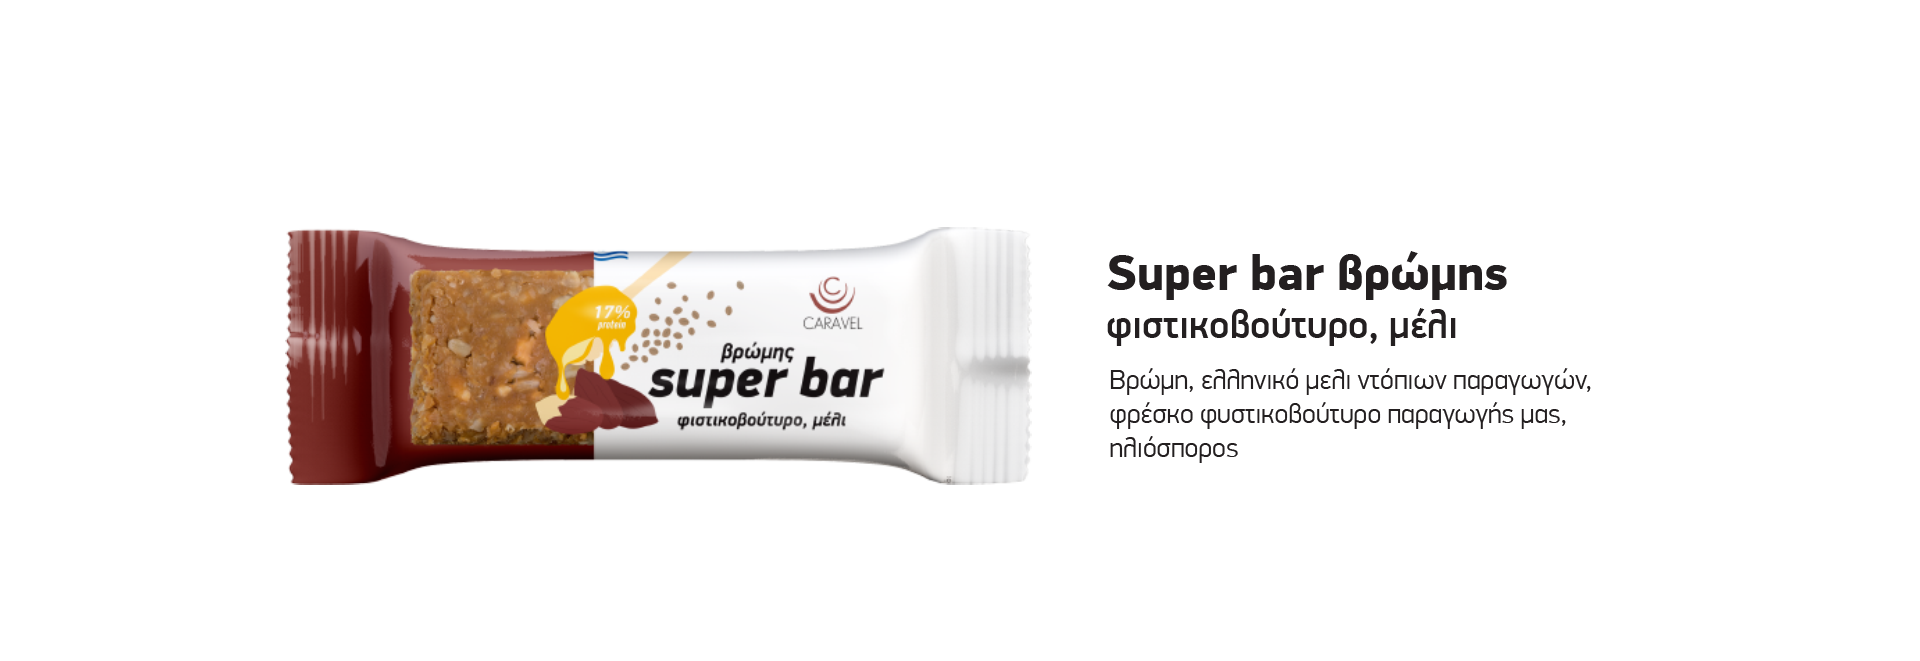 17%
protein
CARAVEL
βρώμης
super bar
φιστικοβούτυρο, μέλι
Super bar βρώμης
φιστικοβούτυρο, μέλι
Βρώμη, ελληνικό μελι ντόπιων παραγωγών,
φρέσκο φυστικοβούτυρο παραγωγής μας,
ηλιόσπορος